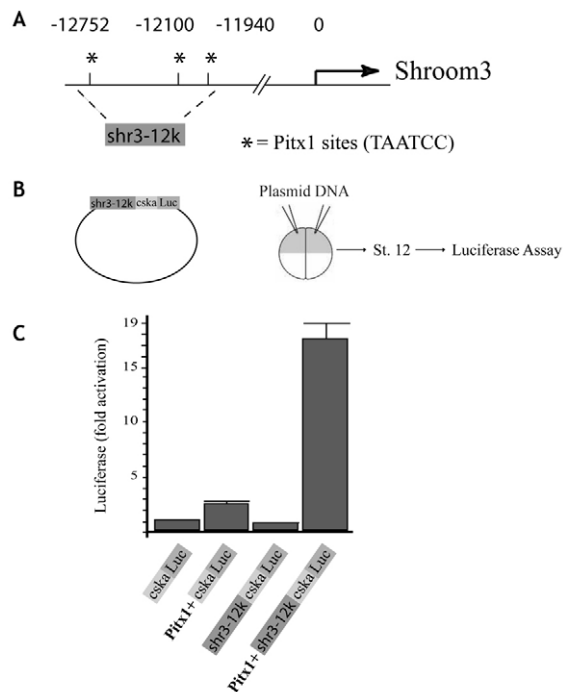 A
-12752 -12100 -11940 0
* * *
Shroom3
shr3-12k
* = Pitx1 sites (TAATCC)
B
Plasmid DNA
shr3-12k cska Luc
St. 12
Luciferase Assay
C
Luciferase (fold activation)
19
15
10
5
cska Luc
Pitx1+ cska Luc
shr3-12k cska Luc
Pitx1+ shr3-12k cska Luc